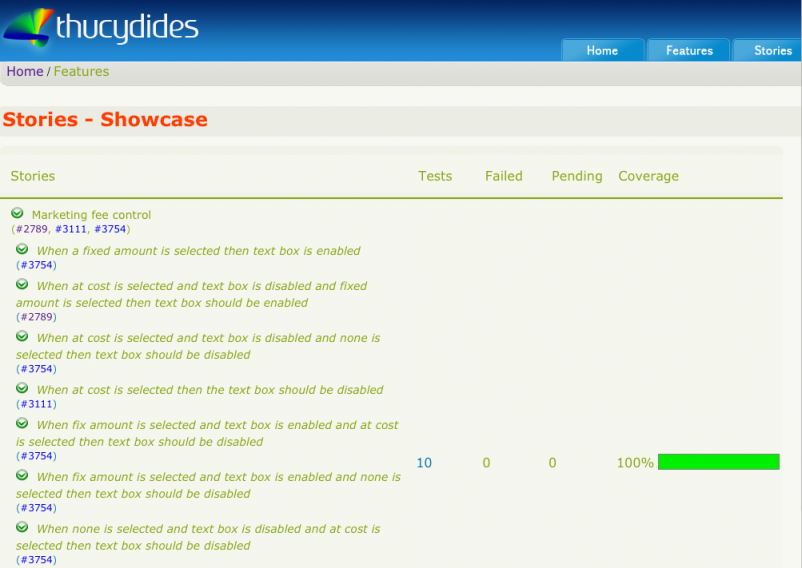 thucydides
Home Features Stories
Home / Features
Stories - Showcase
Stories Tests Failed Pending Coverage
Marketing fee control
(#2789, #3111, #3754)
When a fixed amount is selected then text box is enabled
(#3754)
When at cost is selected and text box is disabled and fixed
amount is selected then text box should be enabled
(#2789)
When at cost is selected and text box is disabled and none is
selected then text box should be disabled
(#3754)
When at cost is selected then the text box should be disabled
(#3111)
When fix amount is selected and text box is enabled and at cost
is selected then text box should be disabled
(#3754)
10 0 0 100%
When fix amount is selected and text box is enabled and none is
selected then text box should be disabled
(#3754)
When none is selected and text box is disabled and at cost is
selected then text box should be disabled
(#3754)